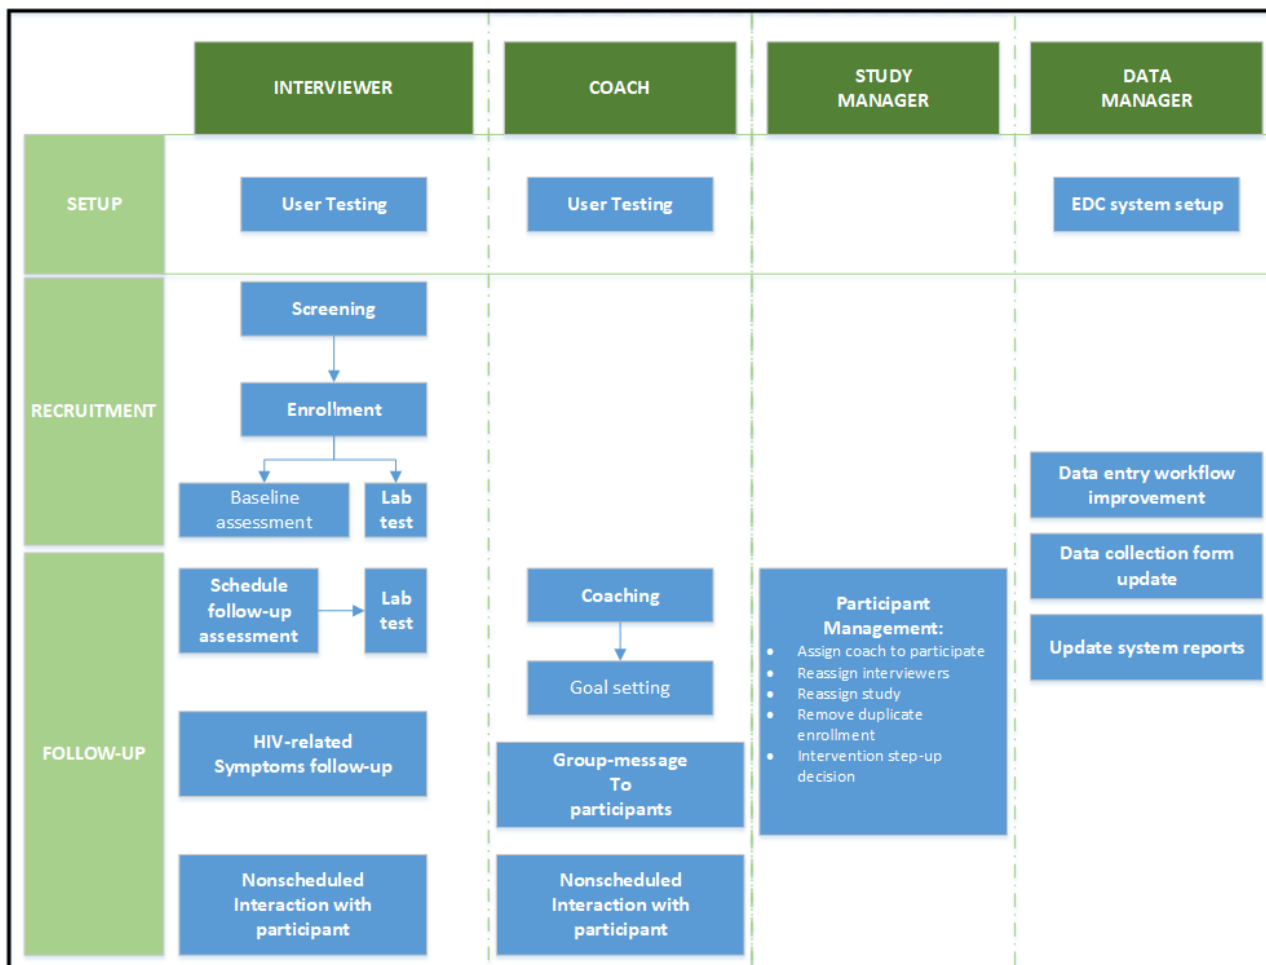 INTERVIEWER
COACH
STUDY
MANAGER
DATA
MANAGER
SETUP
User Testing
User Testing
EDC system setup
RECRUITMENT
Screening
Enrollment
Baseline
assessment
Lab
test
Data entry workflow
improvement
Data collection form
update
FOLLOW-UP
Schedule
follow-up
assessment
Lab
test
HIV-related
Symptoms follow-up
Nonscheduled
Interaction with
participant
Coaching
Goal setting
Group-message
To
participants
Nonscheduled
Interaction with
participant
Participant
Management:
• Assign coach to participate
• Reassign interviewers
• Reassign study
• Remove duplicate
enrollment
• Intervention step-up
decision
Update system reports